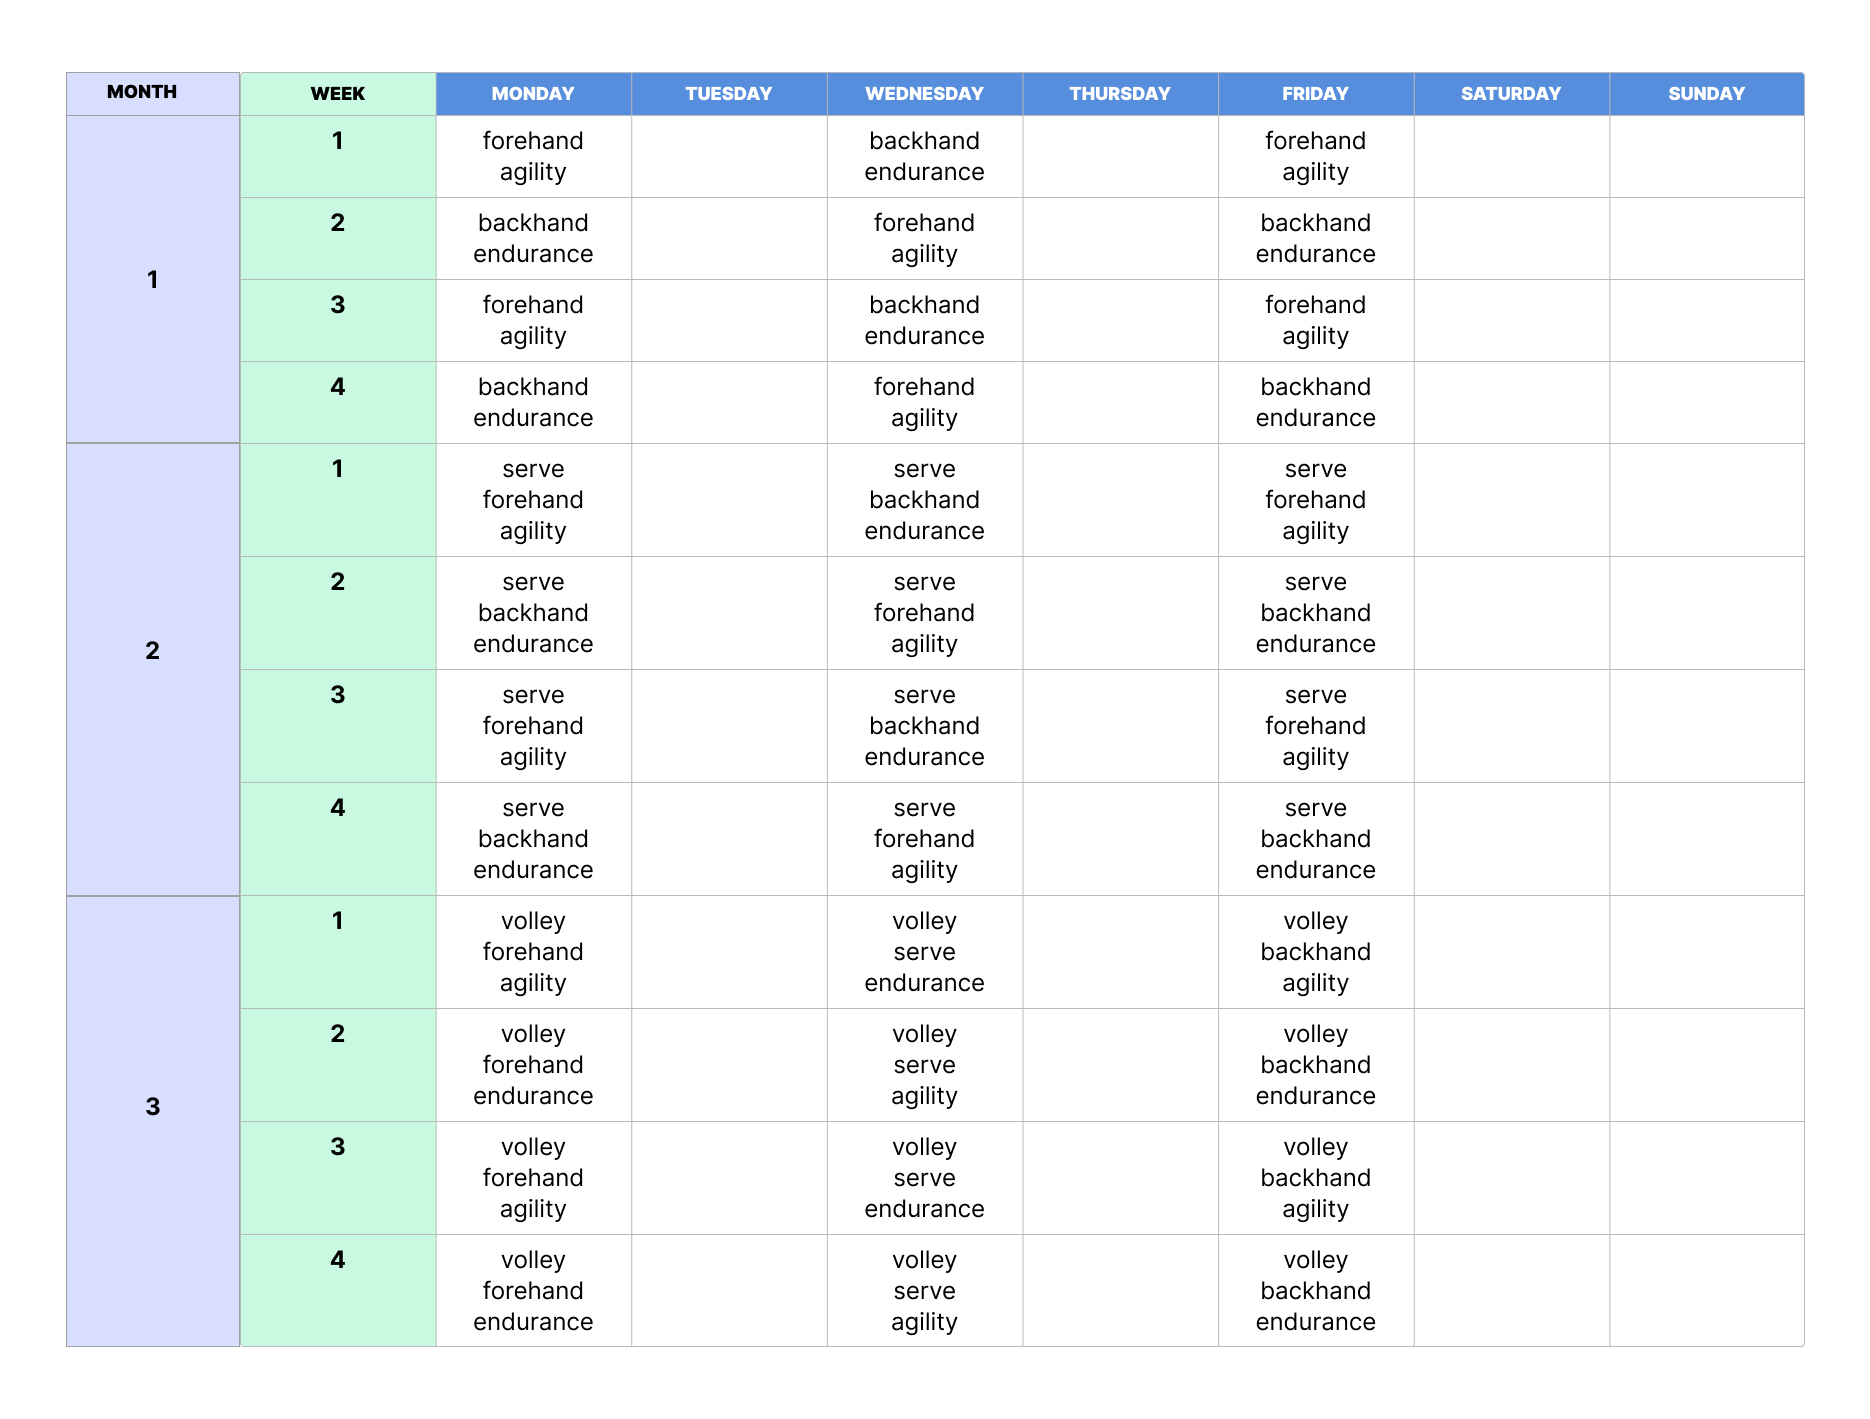 MONTH WEEK MONDAY TUESDAY WEDNESDAY THURSDAY FRIDAY SATURDAY SUNDAY
1
1 forehand backhand forehand
agility endurance agility
2 backhand forehand backhand
endurance agility endurance
3 forehand backhand forehand
agility endurance agility
4 backhand forehand backhand
endurance agility endurance
2
1 serve serve serve
forehand backhand forehand
agility endurance agility
2 serve serve serve
backhand forehand backhand
endurance agility endurance
3 serve serve serve
forehand backhand forehand
agility endurance agility
4 serve serve serve
backhand forehand backhand
endurance agility endurance
3
1 volley volley volley
forehand serve backhand
agility endurance agility
2 volley volley volley
forehand serve backhand
endurance agility endurance
3 volley volley volley
forehand serve backhand
agility endurance agility
4 volley volley volley
forehand serve backhand
endurance agility endurance